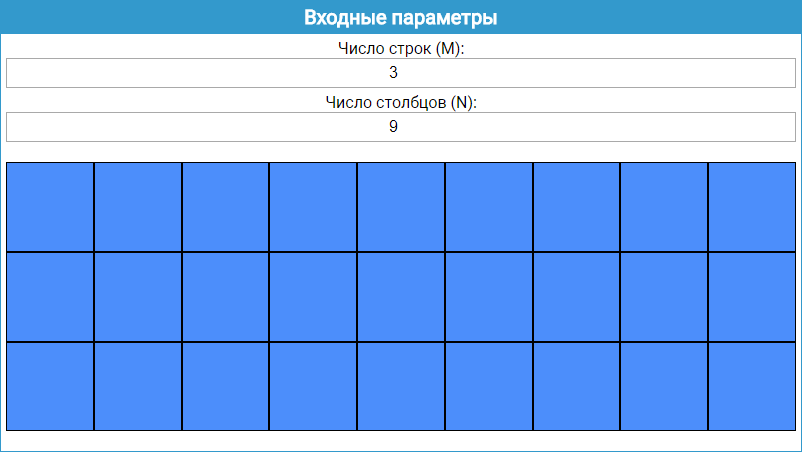 Входные параметры
Число строк (M):
3
Число столбцов (N):
9